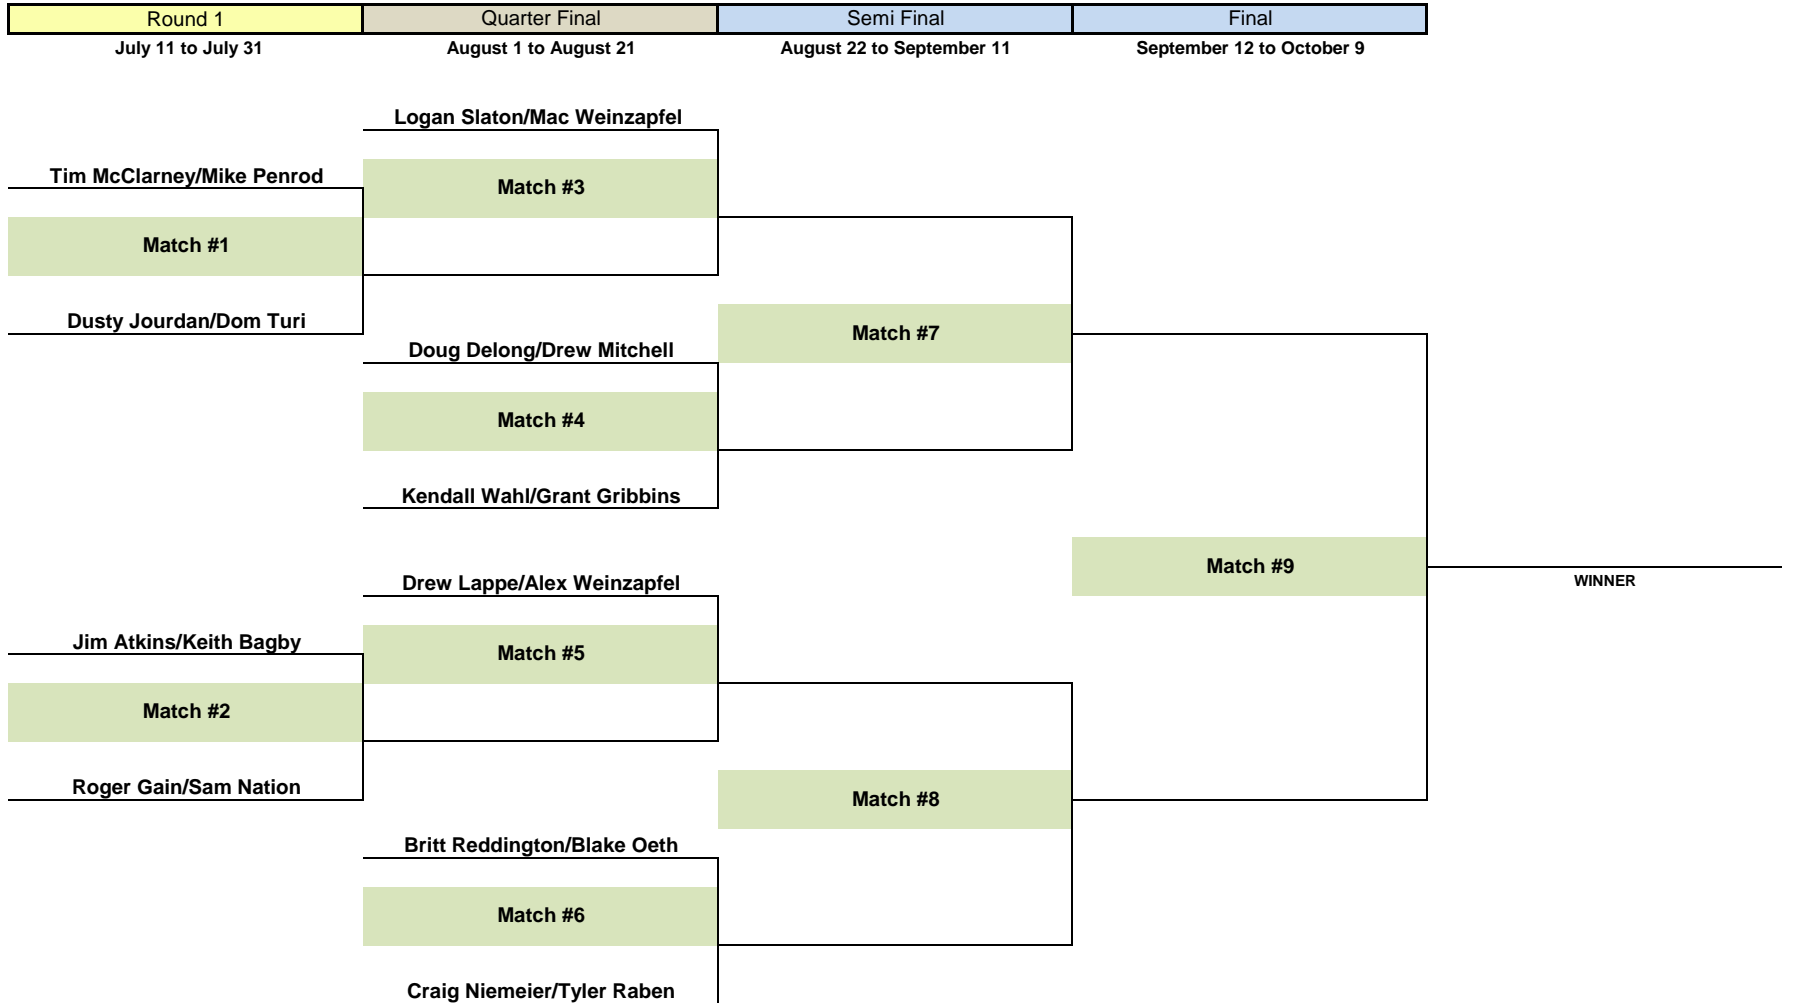 Round 1 Quarter Final Semi Final Final
July 11 to July 31 August 1 to August 21 August 22 to September 11 September 12 to October 9
Logan Slaton/Mac Weinzapfel
Tim McClarney/Mike Penrod
Match #3
Match #1
Dusty Jourdan/Dom Turi
Match #7
Doug Delong/Drew Mitchell
Match #4
Kendall Wahl/Grant Gribbins
Match #9
Drew Lappe/Alex Weinzapfel
WINNER
Jim Atkins/Keith Bagby
Match #5
Match #2
Roger Gain/Sam Nation
Match #8
Britt Reddington/Blake Oeth
Match #6
Craig Niemeier/Tyler Raben